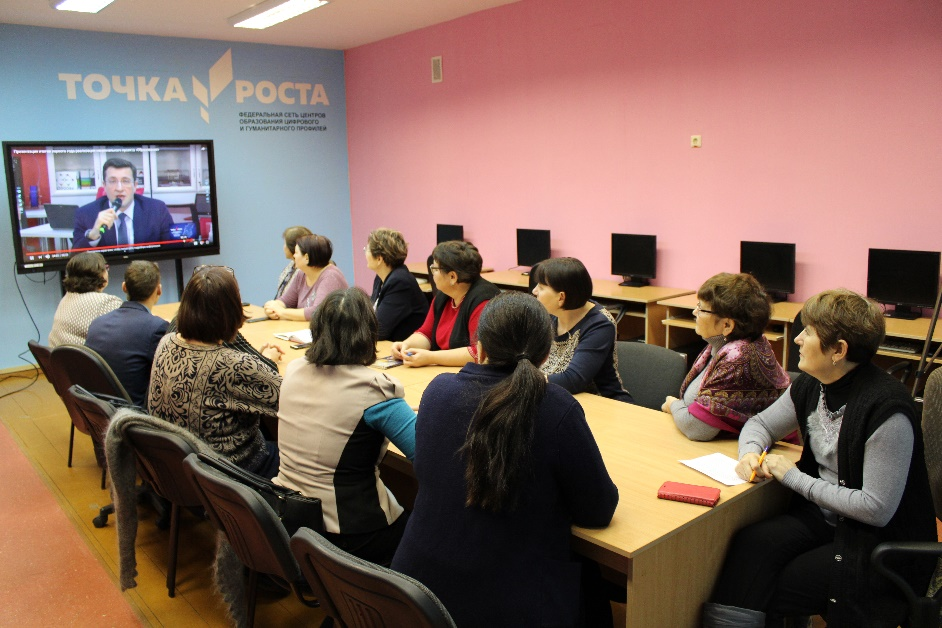 ТОЧКА РОСТА
ФЕДЕРАЛЬНАЯ СЕТЬ ЦЕНТРОВ
ОБРАЗОВАНИЯ ЦИФРОВОГО
И ГУМАНИТАРНОГО ПРОФИЛЕЙ